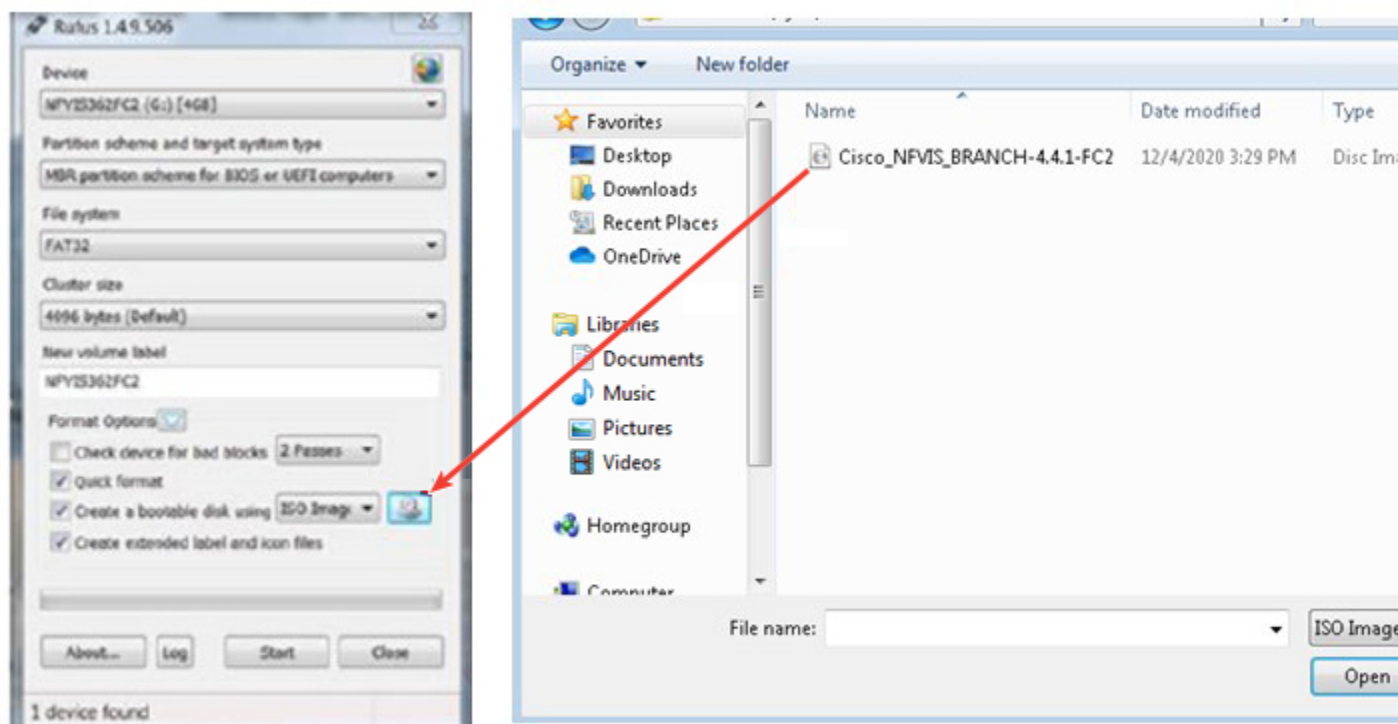 Rufus 1.4.9.506
Device
NFVIS362FC2 (G:) [4GB]
Partition scheme and target system type
MBR partition scheme for BIOS or UEFI computers
File system
FAT32
Cluster size
4096 bytes (Default)
New volume label
NFVIS362FC2
Format Options
Check device for bad blocks 2 Passes
Quick format
Create a bootable disk using ISO Imag
Create extended label and icon files
About... Log Start Close
1 device found
Organize New folder
Favorites
Desktop
Downloads
Recent Places
OneDrive
Libraries
Documents
Music
Pictures
Videos
Homegroup
Computer
Name Date modified Type
Cisco_NFVIS_BRANCH-4.4.1-FC2 12/4/2020 3:29 PM Disc Ima
File name: ISO Image
Open